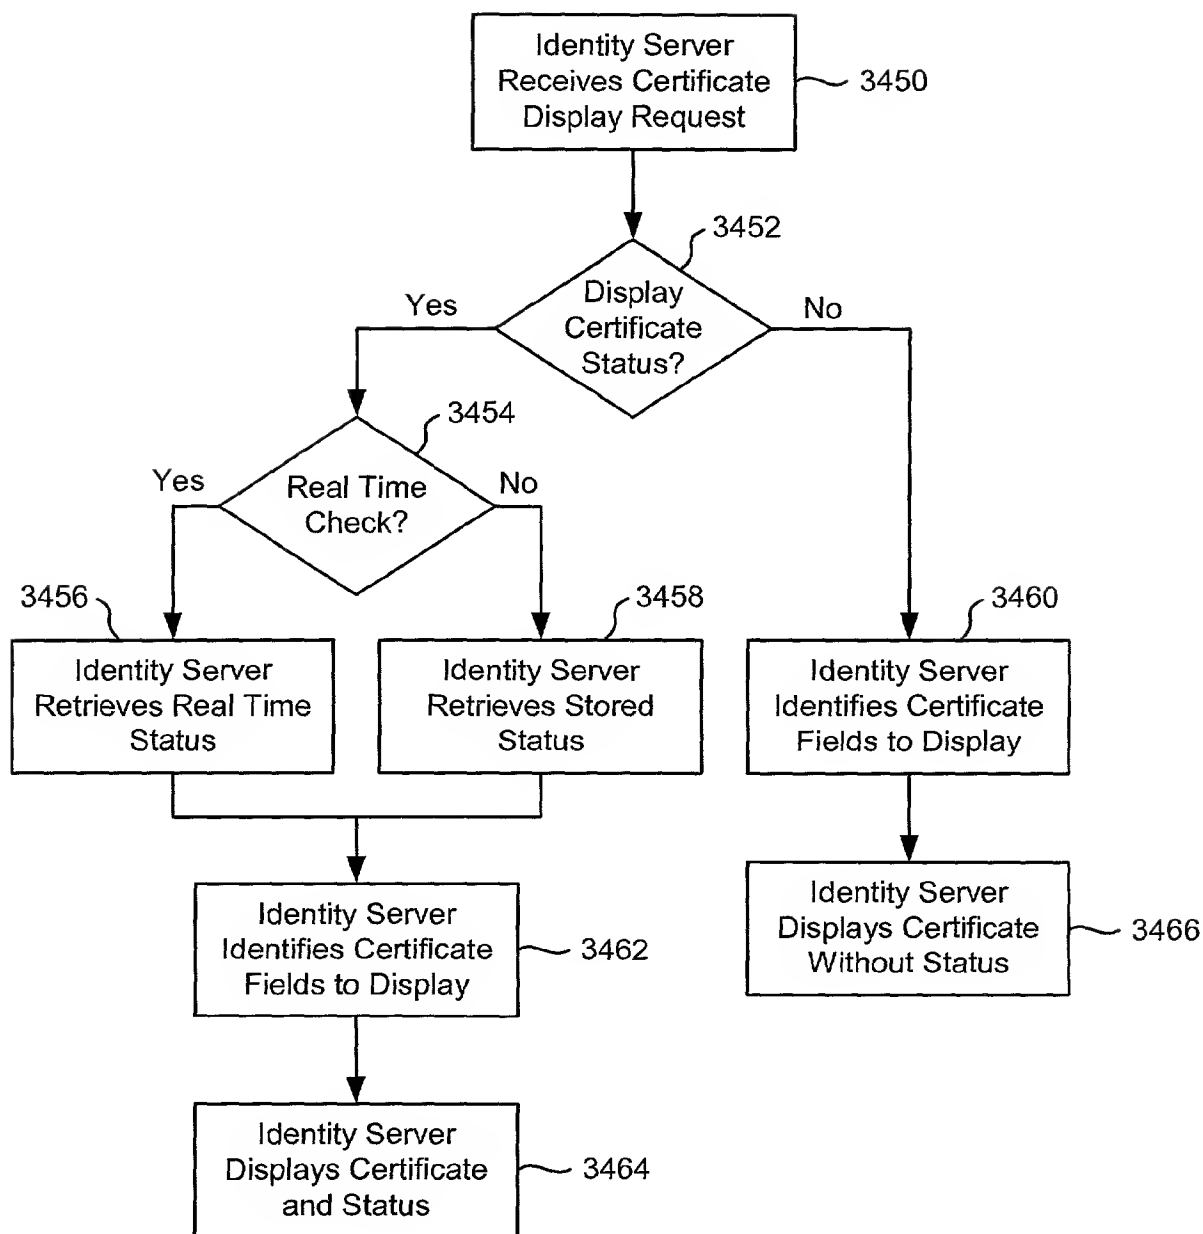 Identity Server
Receives Certificate
Display Request
3450
3452
Display
Certificate
Status?
Yes
No
3454
Real Time
Check?
Yes
No
3456
Identity Server
Retrieves Real Time
Status
3458
Identity Server
Retrieves Stored
Status
3460
Identity Server
Identifies Certificate
Fields to Display
Identity Server
Identifies Certificate
Fields to Display
3462
Identity Server
Displays Certificate
Without Status
3466
Identity Server
Displays Certificate
and Status
3464